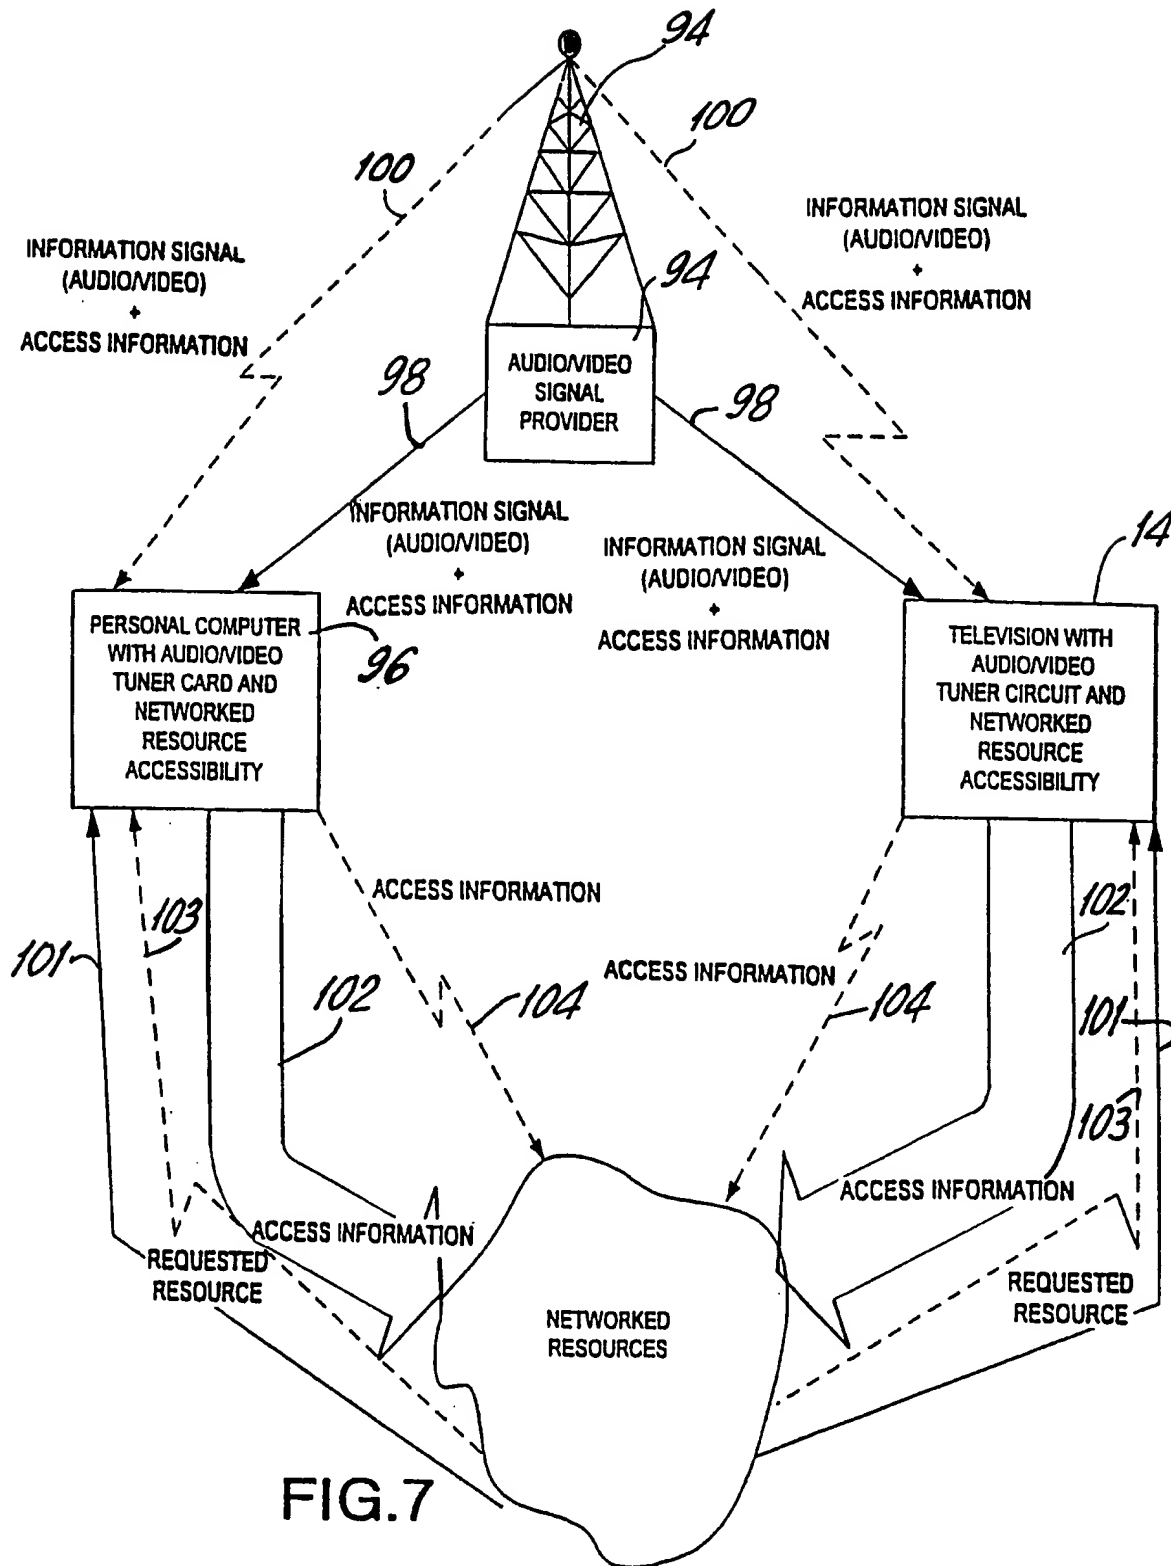 94
100
100
INFORMATION SIGNAL
(AUDIO/VIDEO)
+
ACCESS INFORMATION
INFORMATION SIGNAL
(AUDIO/VIDEO)
+
ACCESS INFORMATION
94
AUDIO/VIDEO
SIGNAL
PROVIDER
98
98
INFORMATION SIGNAL
(AUDIO/VIDEO)
+
ACCESS INFORMATION
INFORMATION SIGNAL
(AUDIO/VIDEO)
+
ACCESS INFORMATION
14
PERSONAL COMPUTER
WITH AUDIO/VIDEO
TUNER CARD AND
NETWORKED
RESOURCE
ACCESSIBILITY
96
TELEVISION WITH
AUDIO/VIDEO
TUNER CIRCUIT AND
NETWORKED
RESOURCE
ACCESSIBILITY
ACCESS INFORMATION
ACCESS INFORMATION
101
103
102
104
104
102
101
103
ACCESS INFORMATION
REQUESTED
RESOURCE
ACCESS INFORMATION
REQUESTED
RESOURCE
NETWORKED
RESOURCES
FIG.7